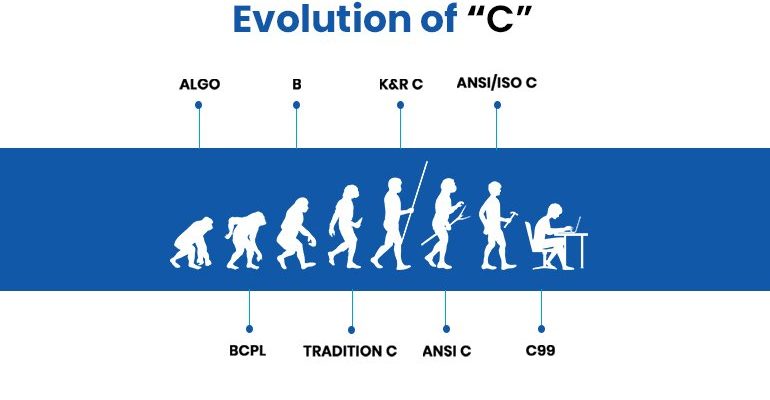 Evolution of “C”
ALGO
B
K&R C
ANSI/ISO C
BCPL
TRADITION C
ANSI C
C99